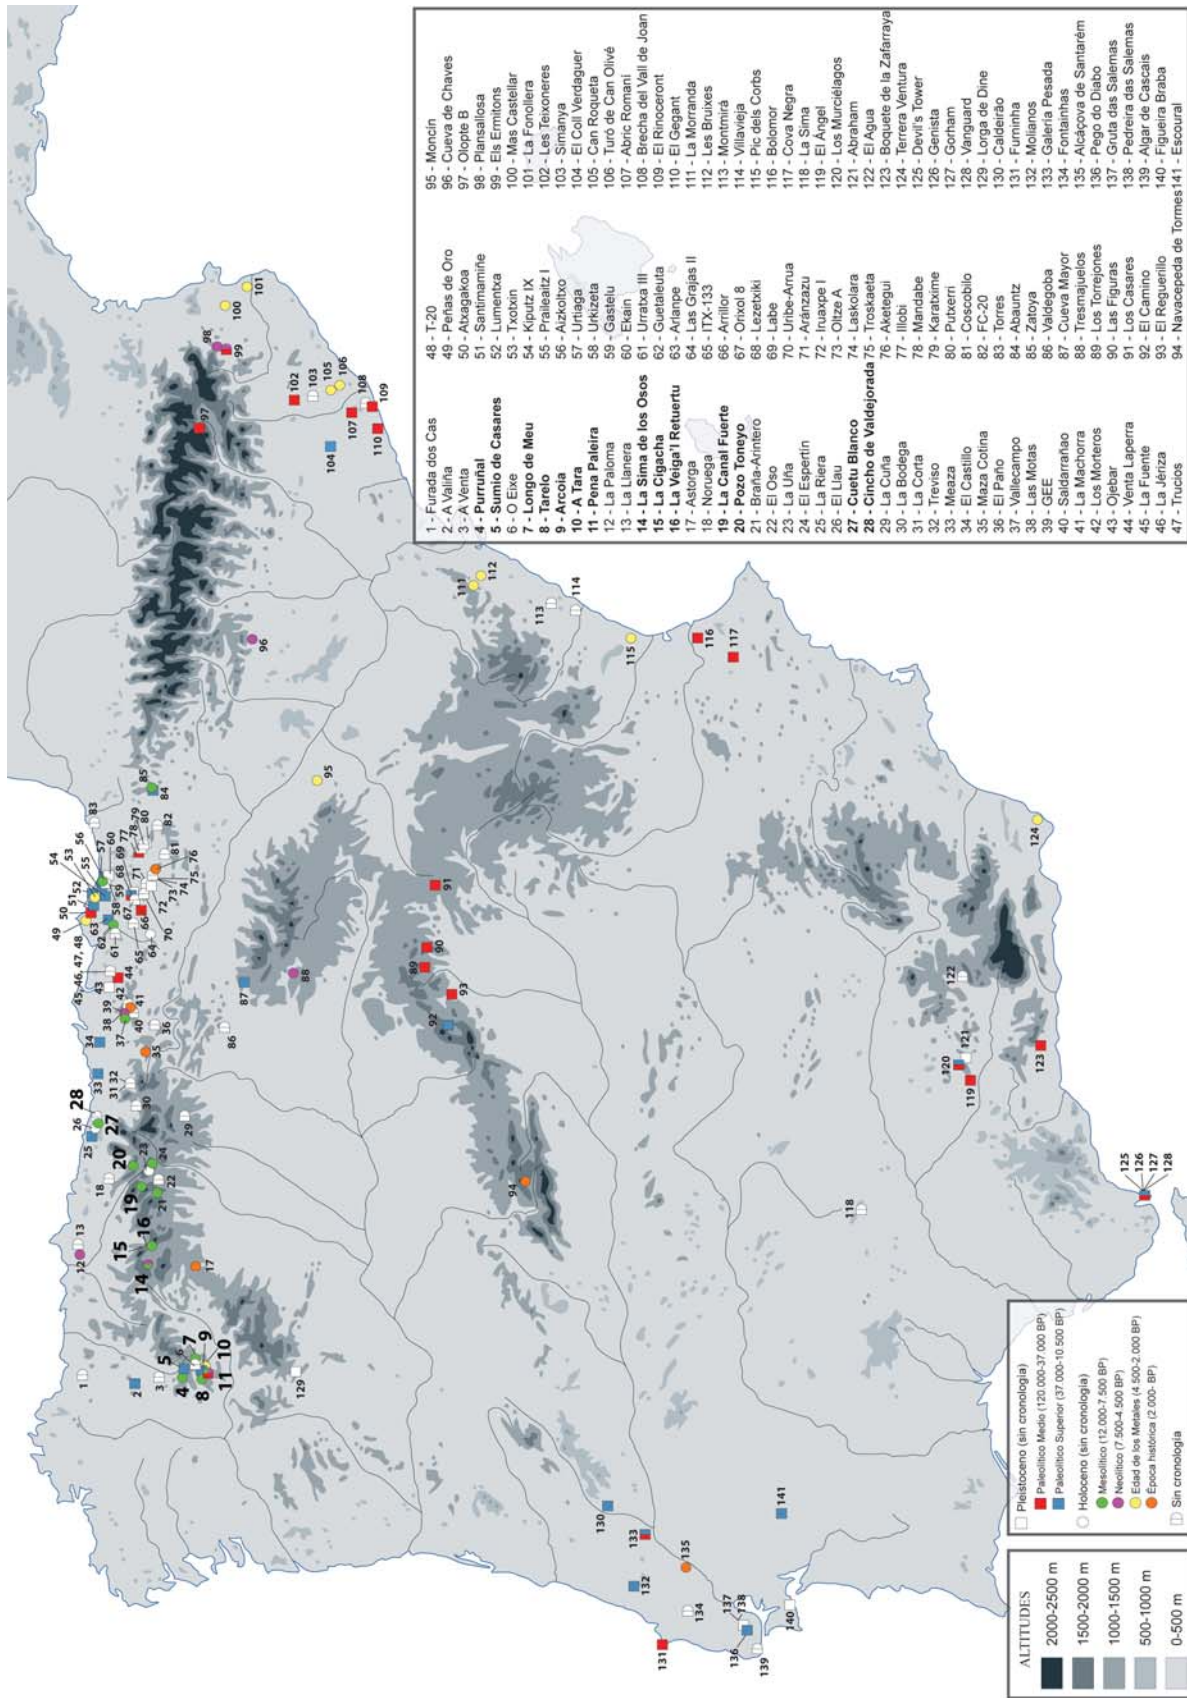 1 - Furada dos Cas
2 - A Valiña
3 - A Venta
4 - Purruñal
5 - Sumio de Casares
6 - O Eixe
7 - Longo de Meu
8 - Tarelo
9 - Arcoia
10 - A Tara
11 - Pena Paleira
12 - La Paloma
13 - La Llanera
14 - La Sima de los Osos
15 - La Cigacha
16 - La Veiga'l Retuertu
17 - Astorga
18 - Noruega
19 - La Canal Fuerte
20 - Pozo Toneyo
21 - Braña-Arintero
22 - El Oso
23 - La Uña
24 - El Espertín
25 - La Riera
26 - El Llau
27 Cuetu Blanco
28 - Cincho de Valdejorada
29 - La Cuña
30 - La Bodega
31 - La Corta
32 - Treviso
33 - Meaza
34 - El Castillo
35 - Maza Cotina
36 - El Paño
37 - Vallecampo
38 - Las Motas
39 - GEE
40 - Saldarrañao
41 - La Machorra
42 - Los Morteros
43 - Ojebar
44 - Venta Laperra
45 - La Fuente
46 - La Jériza
47 - Trucios
48 - T-20
49 - Peñas de Oro
50 - Atxagakoa
51 - Santimamiñe
52 - Lumentxa
53 - Txotxin
54 - Kiputz IX
55 - Praileaitz I
56 - Aizkoltxo
57 - Urtiaga
58 - Urkizeta
59 - Gastelu
60 - Ekain
61 - Urratxa III
62 - Guetaleuta
63 - Arlanpe
64 - Las Grajas II
65 - ITX-133
66 - Arrillor
67 - Orixol 8
68 - Lezetxiki
69 - Labe
70 - Uribe-Arrua
71 - Aránzazu
72 - Iruaxpe I
73 - Oltze A
74 - Laskolara
75 - Troskaeta
76 - Aketegui
77 - Illobi
78 - Mandabe
79 - Karatxime
80 - Putxerri
81 - Coscobilo
82 - FC-20
83 - Torres
84 - Abauntz
85 - Zatoya
86 - Valdegoba
87 - Cueva Mayor
88 - Tresmajuelos
89 - Los Torrejones
90 - Las Figuras
91 - Los Casares
92 - El Camino
93 - El Reguerillo
94 - Navacepeda de Tormes
95 - Moncin
96 - Cueva de Chaves
97 - Olopte B
98 - Plansallosa
99 - Els Ermitons
100 - Mas Castellar
101 - La Fonollera
102 - Les Teixoneres
103 - Simanya
104 - El Coll Verdaguer
105 - Can Roqueta
106 - Turó de Can Olivé
107 - Abric Romaní
108 - Brecha del Vall de Joan
109 - El Rinoceront
110 - El Gegant
111 - La Morranda
112 - Les Bruixes
113 - Montmirá
114 - Villavieja
115 - Pic dels Corbs
116 - Bolomor
117 - Cova Negra
118 - La Sima
119 - El Ángel
120 - Los Murciélagos
121 - Abraham
122 - El Agua
123 - Boquete de la Zafarraya
124 - Terrera Ventura
125 - Devil's Tower
126 - Genista
127 - Gorham
128 - Vanguard
129 - Lorga de Dine
130 - Caldeirão
131 - Furninha
132 - Molianos
133 - Galería Pesada
134 - Fontainhas
135 - Alcáçova de Santarém
136 - Pego do Diabo
137 - Gruta das Salemas
138 - Pedreira das Salemas
139 - Algar de Cascais
140 - Figueira Braba
141 - Escoural
ALTITUDES
2000-2500 m
1500-2000 m
1000-1500 m
500-1000 m
0-500 m
Pleistoceno (sin cronología)
Paleolítico Medio (120.000-37.000 BP)
Paleolítico Superior (37.000-10.500 BP)
Holoceno (sin cronología)
Mesolítico (12.000-7.500 BP)
Neolítico (7.500-4.500 BP)
Edad de los Metales (4.500-2.000 BP)
Época histórica (2.000- BP)
Sin cronología